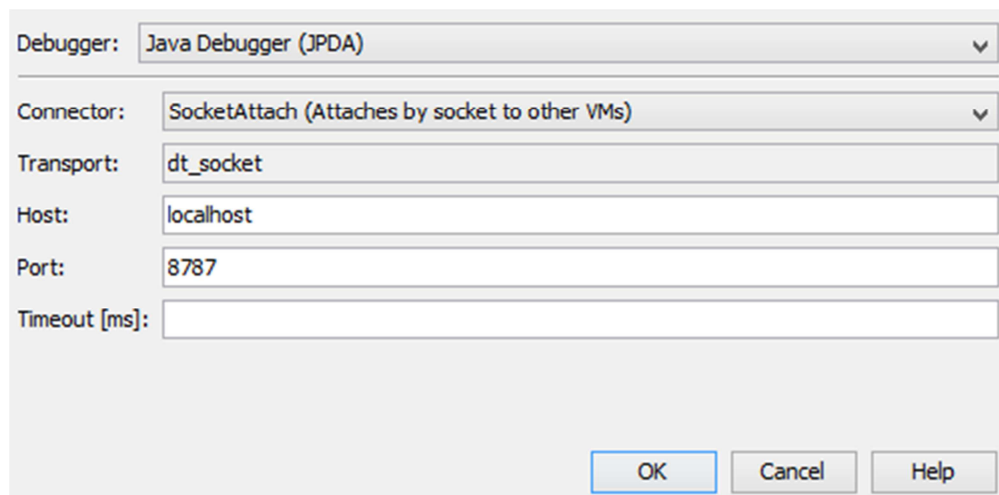 Debugger: Java Debugger (JPDA)
Connector: SocketAttach (Attaches by socket to other VMs)
Transport: dt_socket
Host: localhost
Port: 8787
Timeout [ms]:
OK Cancel Help